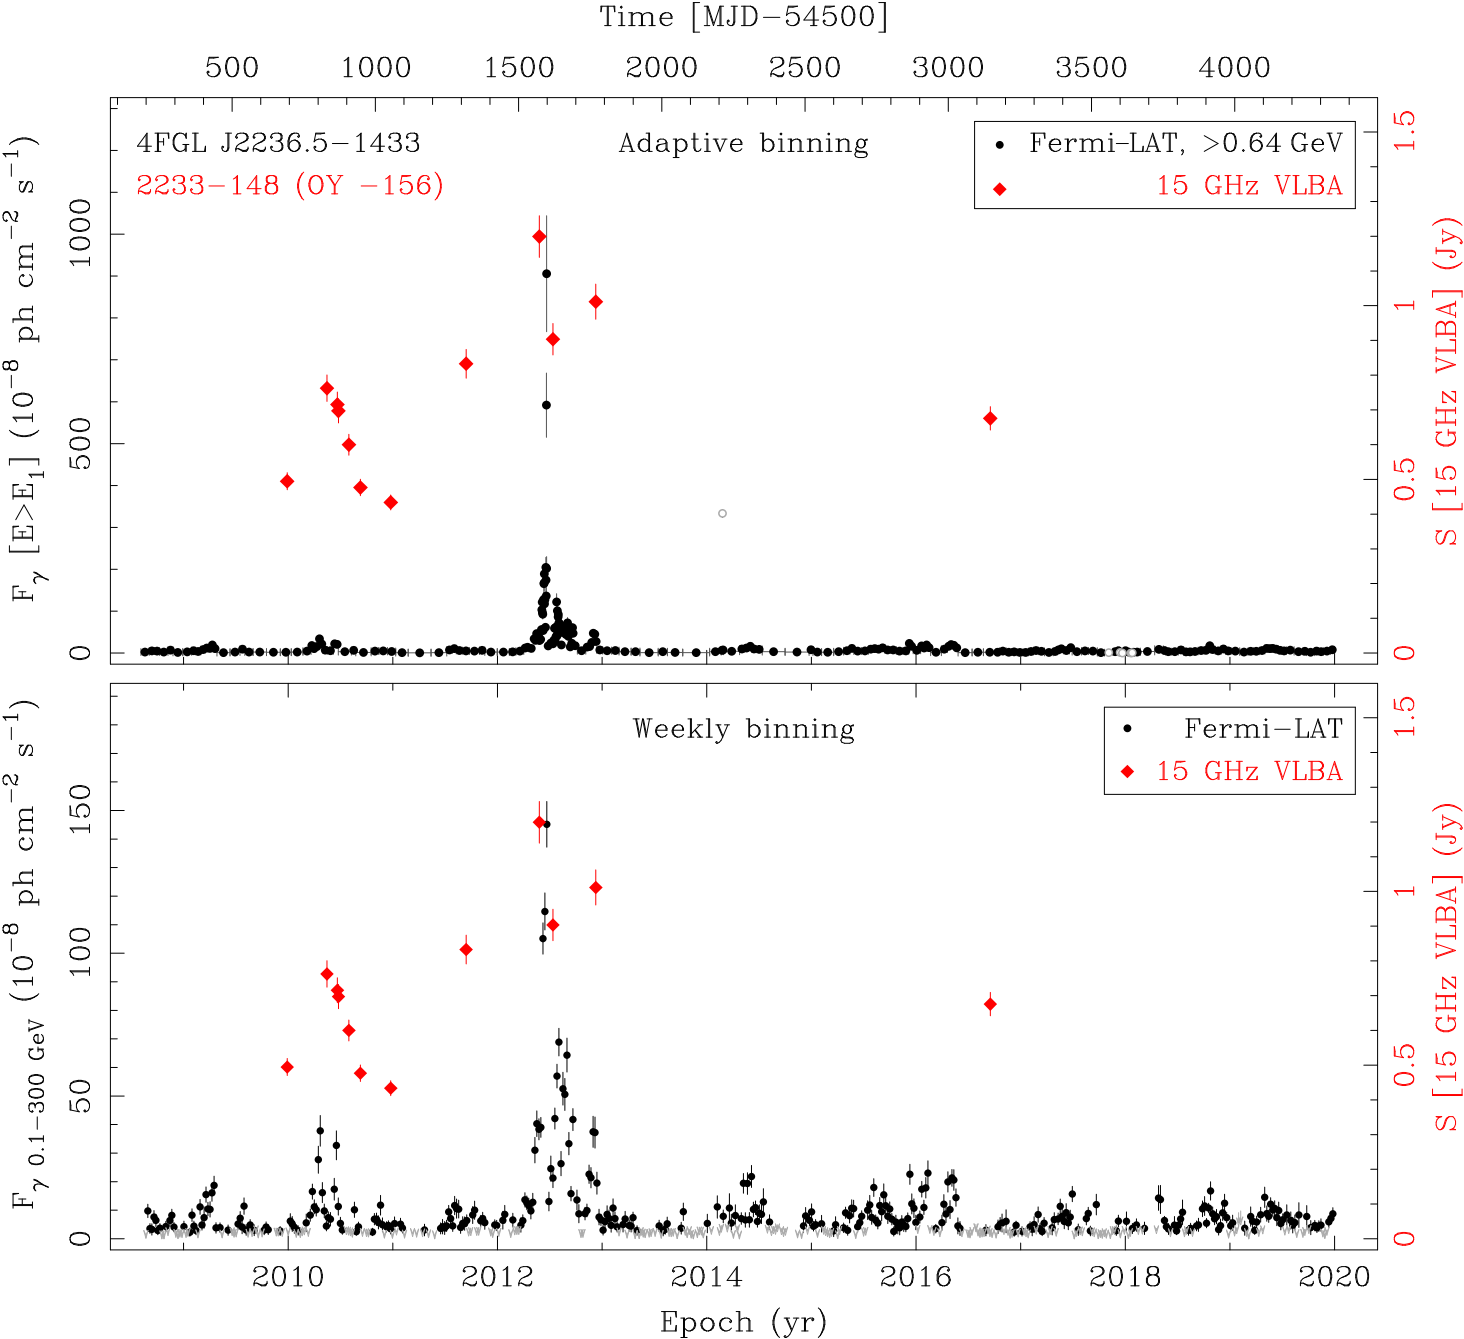 Time [MJD−54500]
500 1000 1500 2000 2500 3000 3500 4000
4FGL J2236.5−1433
2233−148 (OY −156)
Adaptive binning
Fermi−LAT, >0.64 GeV
15 GHz VLBA
F_γ [E>E_1] (10^−8 ph cm^−2 s^−1)
1000
500
0
1.5
1
0.5
0
S [15 GHz VLBA] (Jy)
Weekly binning
Fermi−LAT
15 GHz VLBA
F_γ 0.1−300 GeV (10^−8 ph cm^−2 s^−1)
150
100
50
0
1.5
1
0.5
0
S [15 GHz VLBA] (Jy)
2010 2012 2014 2016 2018 2020
Epoch (yr)